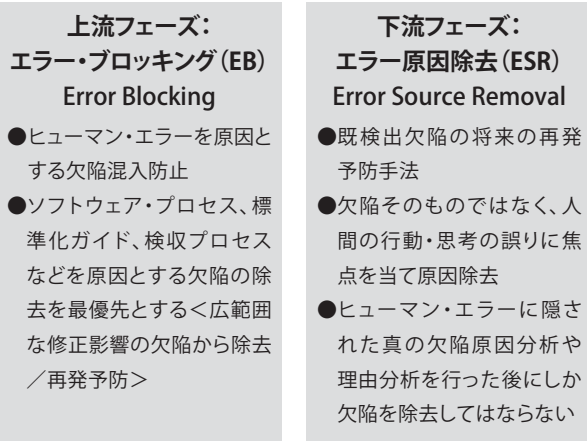 上流フェーズ：
エラー・ブロッキング（EB）
Error Blocking
●ヒューマン・エラーを原因と
する欠陥混入防止
●ソフトウェア・プロセス、標
準化ガイド、検収プロセス
などを原因とする欠陥の除
去を最優先とする＜広範囲
な修正影響の欠陥から除去
／再発予防＞
下流フェーズ：
エラー原因除去（ESR）
Error Source Removal
●既検出欠陥の将来の再発
予防手法
●欠陥そのものではなく、人
間の行動・思考の誤りに焦
点を当て原因除去
●ヒューマン・エラーに隠さ
れた真の欠陥原因分析や
理由分析を行った後にしか
欠陥を除去してはならない